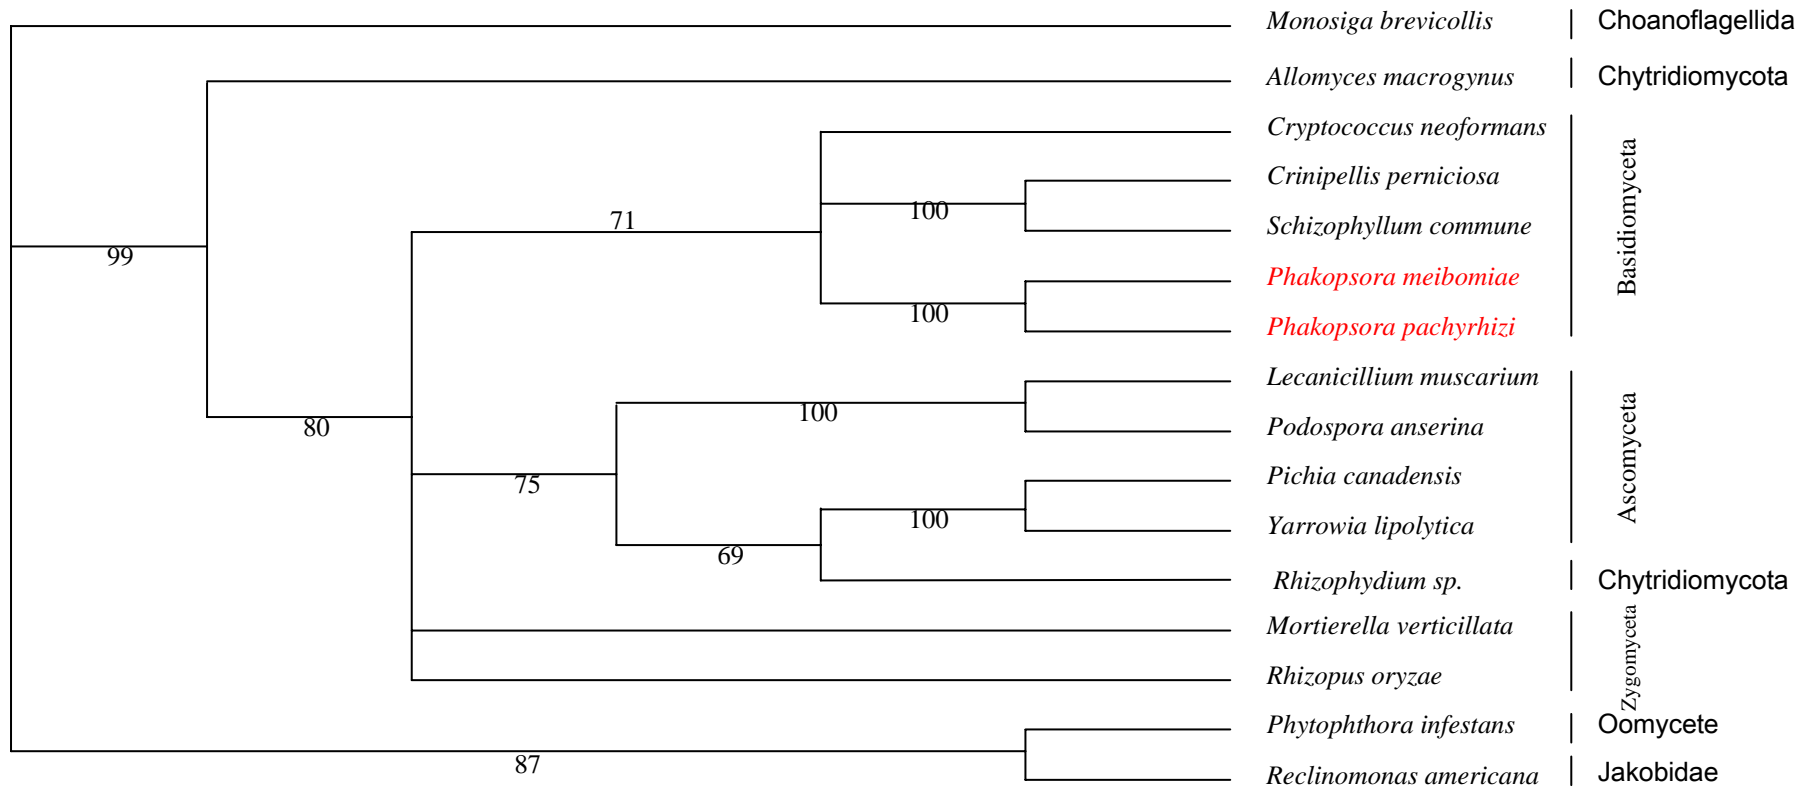 Monosiga brevicollis Choanoflagellida
Allomyces macrogynus Chytridiomycota
Cryptococcus neoformans
Crinipellis perniciosa
100
Schizophyllum commune
71
Basidiomyceta
99
Phakopsora meibomiae
100
Phakopsora pachyrhizi
Lecanicillium muscarium
100
80
Podospora anserina
Ascomyceta
Pichia canadensis
75
100
Yarrowia lipolytica
69
Rhizophydium sp. Chytridiomycota
Mortierella verticillata
Zygomyceta
Rhizopus oryzae
Phytophthora infestans Oomycete
87
Reclinomonas americana Jakobidae